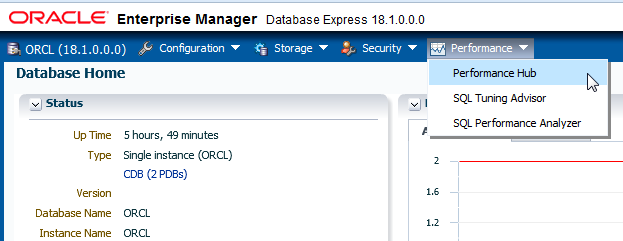 ORACLE Enterprise Manager Database Express 18.1.0.0.0
ORCL (18.1.0.0.0) Configuration Storage Security Performance
Database Home
Performance Hub
SQL Tuning Advisor
SQL Performance Analyzer
Status
Up Time 5 hours, 49 minutes
Type Single instance (ORCL)
CDB (2 PDBs)
Version
Database Name ORCL
Instance Name ORCL
2
1.6
1.2